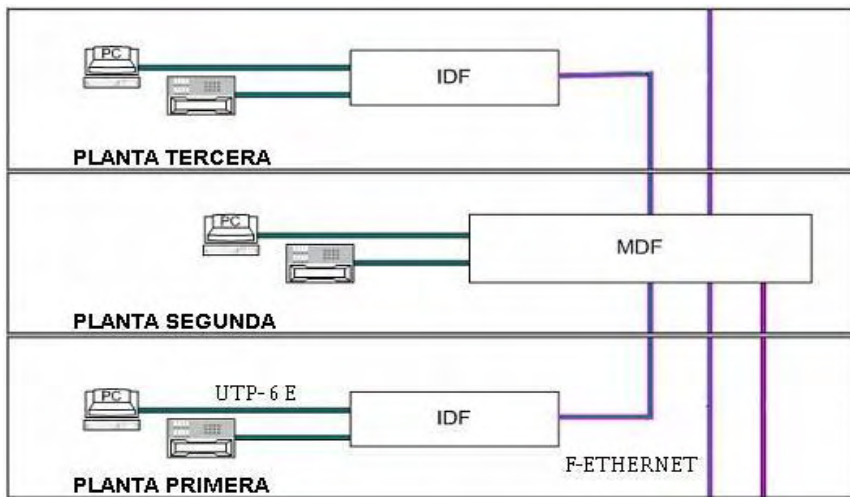 PC
IDF
PLANTA TERCERA
PC
MDF
PLANTA SEGUNDA
UTP-6 E
PC
IDF
F-ETHERNET
PLANTA PRIMERA